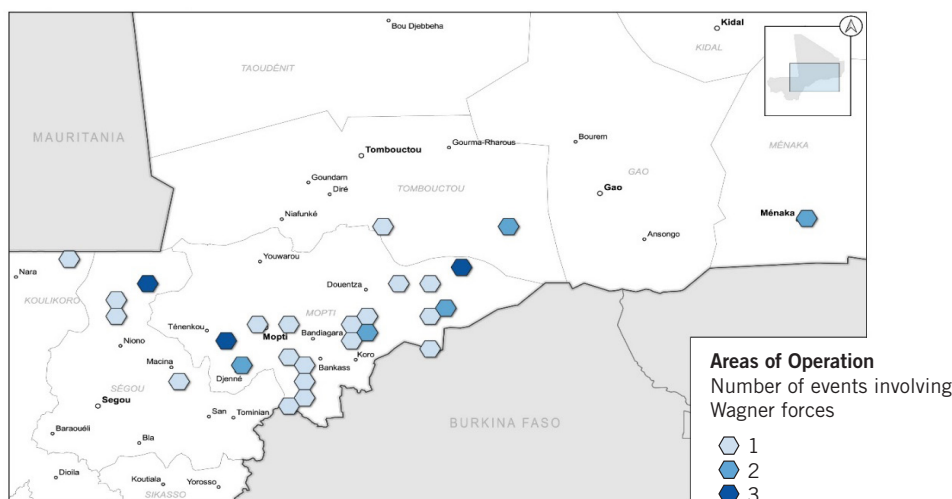 Bou Djebbeha
Kidal
KIDAL
TAOUDÉNIT
MAURITANIA
Gourma-Rharous
Bourem
MÉNAKA
Tombouctou
GAO
Goundam
Diré
TOMBOUCTOU
Gao
Niafunké
Ménaka
Ansongo
Youwarou
Nara
Douentza
KOULIKORO
MOPTI
Ténenkou
Mopti
Bandiagara
Niono
Koro
Macina
Bankass
Djenné
SÉGOU
Segou
San
Tominian
BURKINA FASO
Baraouéli
Bla
Dioila
Koutiala
Yorosso
SIKASSO
Areas of Operation
Number of events involving
Wagner forces
1
2
3